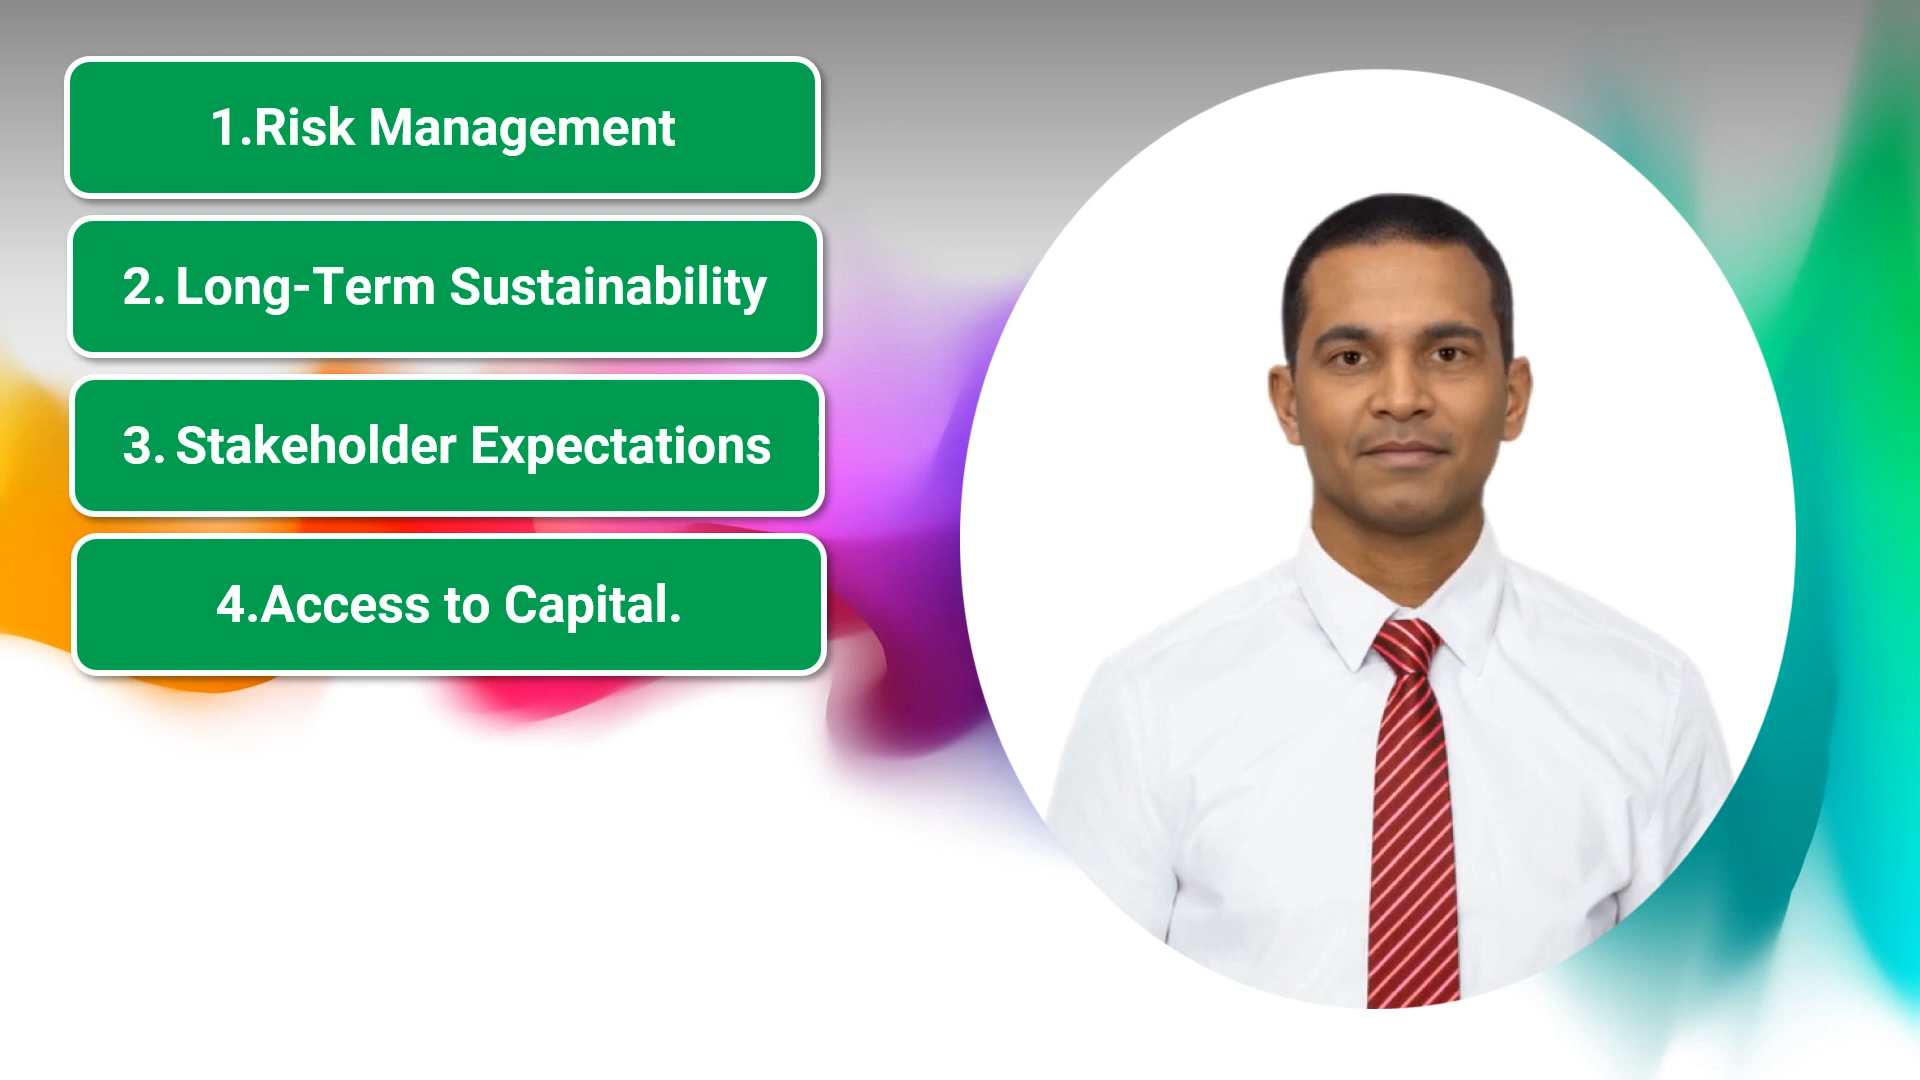 1.Risk Management
2. Long-Term Sustainability
3. Stakeholder Expectations
4.Access to Capital.